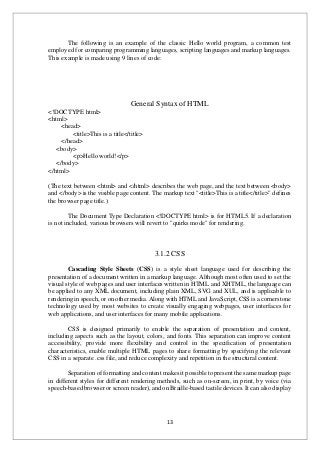 The following is an example of the classic Hello world program, a common test
employed for comparing programming languages, scripting languages and markup languages.
This example is made using 9 lines of code:
General Syntax of HTML
<!DOCTYPE html>
<html>
<head>
<title>This is a title</title>
</head>
<body>
<p>Hello world!</p>
</body>
</html>
(The text between <html> and </html> describes the web page, and the text between <body>
and </body> is the visible page content. The markup text "<title>This is a title</title>" defines
the browser page title.)
The Document Type Declaration <!DOCTYPE html> is for HTML5. If a declaration
is not included, various browsers will revert to "quirks mode" for rendering.
3.1.2 CSS
Cascading Style Sheets (CSS) is a style sheet language used for describing the
presentation of a document written in a markup language. Although most often used to set the
visual style of web pages and user interfaces written in HTML and XHTML, the language can
be applied to any XML document, including plain XML, SVG and XUL, and is applicable to
rendering in speech, or on other media. Along with HTML and JavaScript, CSS is a cornerstone
technology used by most websites to create visually engaging webpages, user interfaces for
web applications, and user interfaces for many mobile applications.
CSS is designed primarily to enable the separation of presentation and content,
including aspects such as the layout, colors, and fonts. This separation can improve content
accessibility, provide more flexibility and control in the specification of presentation
characteristics, enable multiple HTML pages to share formatting by specifying the relevant
CSS in a separate .css file, and reduce complexity and repetition in the structural content.
Separation of formatting and content makes it possible to present the same markup page
in different styles for different rendering methods, such as on-screen, in print, by voice (via
speech-based browser or screen reader), and on Braille-based tactile devices. It can also display
13